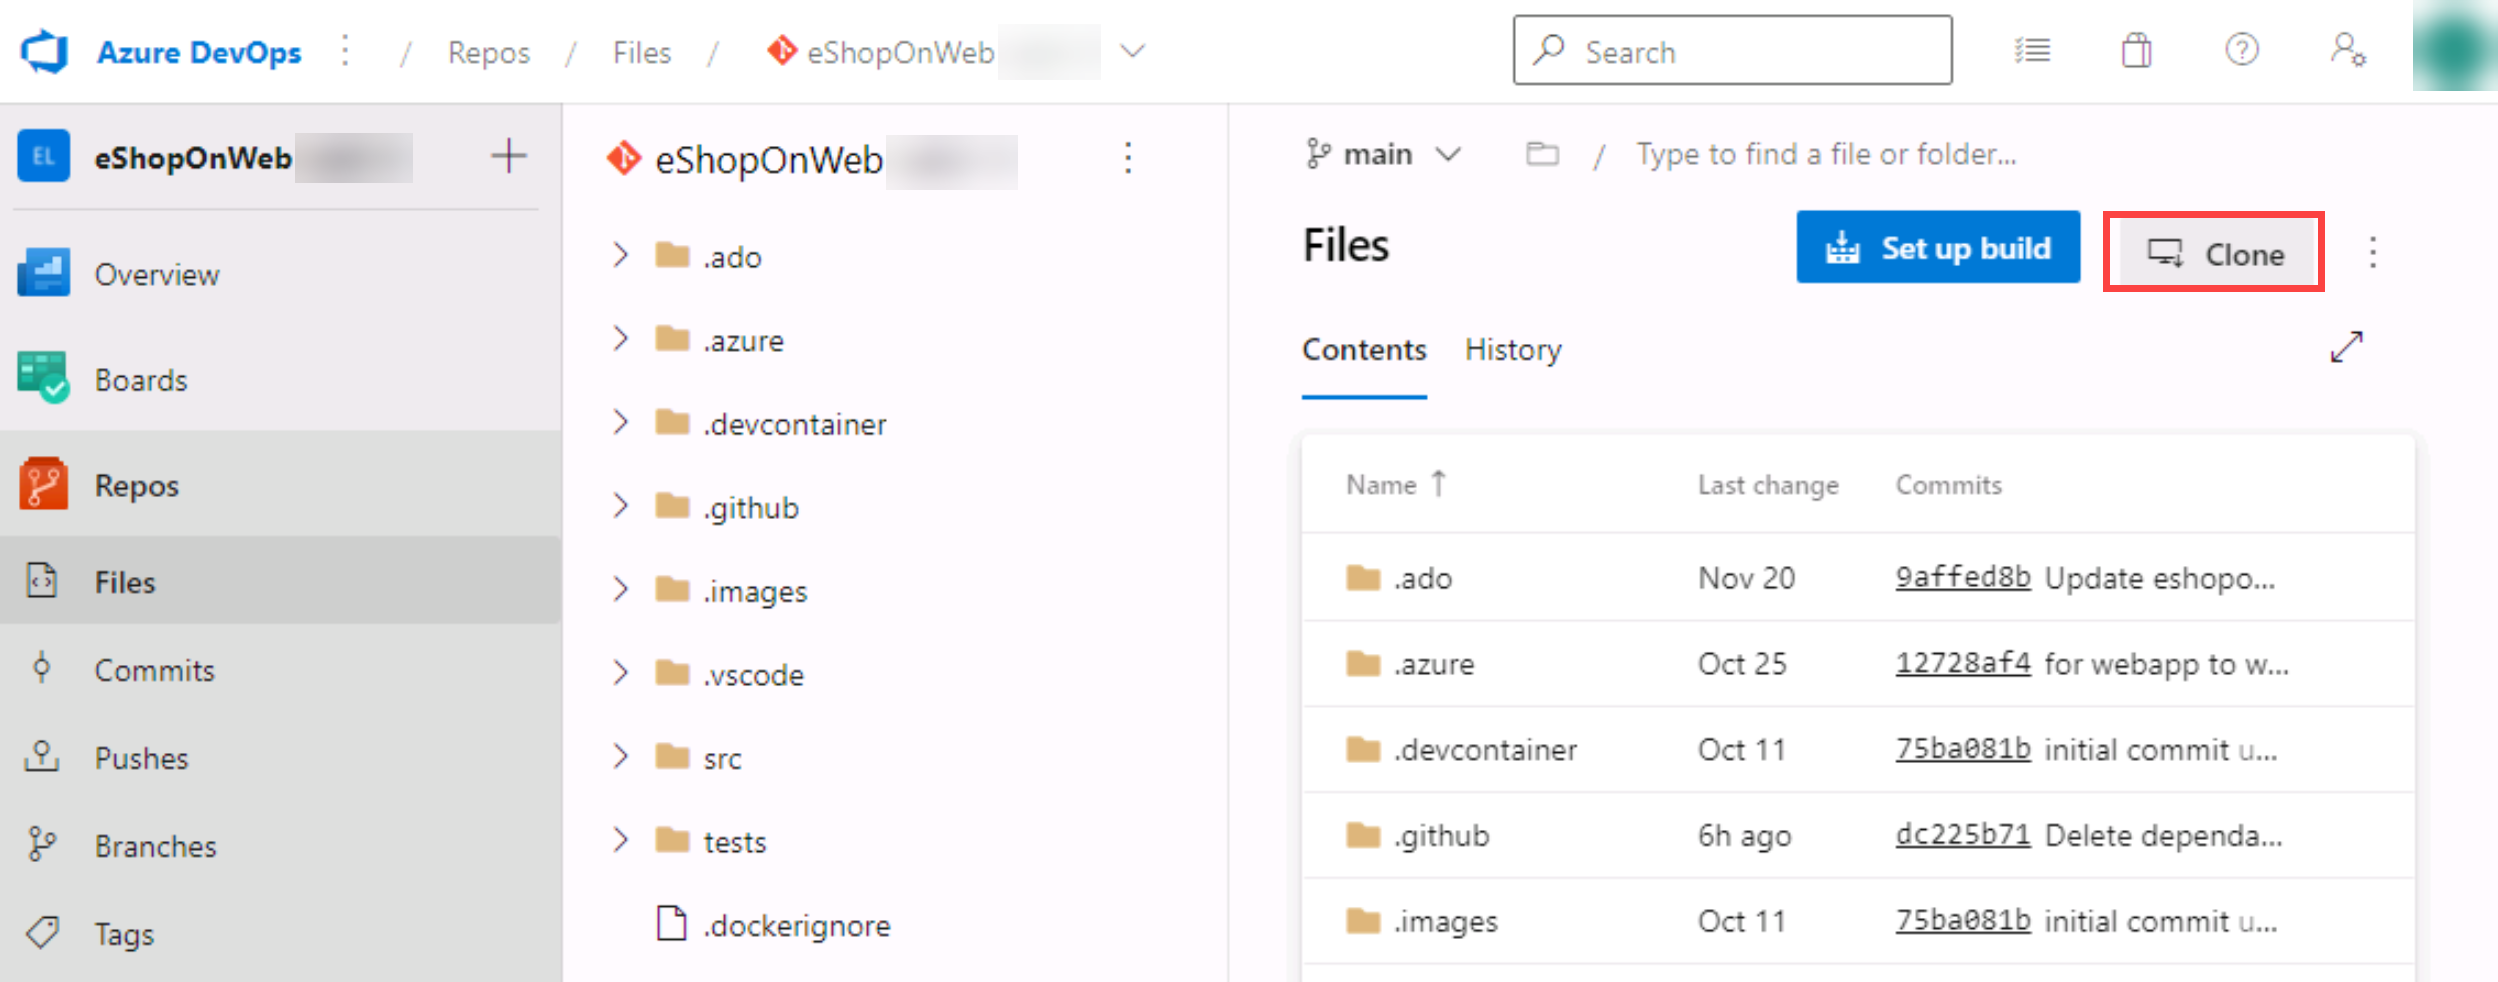 Azure DevOps / Repos / Files / eShopOnWeb
Search
EL eShopOnWeb
Overview
Boards
Repos
Files
Commits
Pushes
Branches
Tags
eShopOnWeb
.ado
.azure
.devcontainer
.github
.images
.vscode
src
tests
.dockerignore
main / Type to find a file or folder...
Files
Set up build
Clone
Contents History
Name Last change Commits
.ado Nov 20 9affed8b Update eshopo...
.azure Oct 25 12728af4 for webapp to w...
.devcontainer Oct 11 75ba081b initial commit u...
.github 6h ago dc225b71 Delete dependa...
.images Oct 11 75ba081b initial commit u...